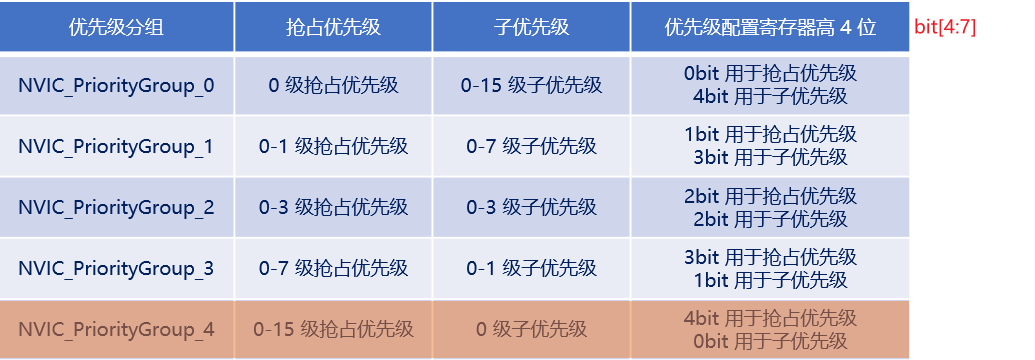 优先级分组 抢占优先级 子优先级 优先级配置寄存器高 4 位 bit[4:7]
NVIC_PriorityGroup_0 0 级抢占优先级 0-15 级子优先级 0bit 用于抢占优先级
4bit 用于子优先级
NVIC_PriorityGroup_1 0-1 级抢占优先级 0-7 级子优先级 1bit 用于抢占优先级
3bit 用于子优先级
NVIC_PriorityGroup_2 0-3 级抢占优先级 0-3 级子优先级 2bit 用于抢占优先级
2bit 用于子优先级
NVIC_PriorityGroup_3 0-7 级抢占优先级 0-1 级子优先级 3bit 用于抢占优先级
1bit 用于子优先级
NVIC_PriorityGroup_4 0-15 级抢占优先级 0 级子优先级 4bit 用于抢占优先级
0bit 用于子优先级